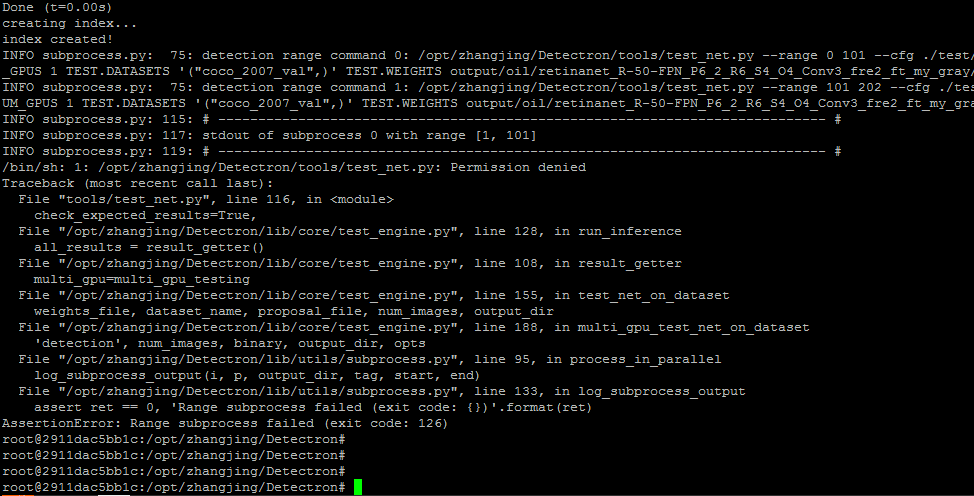 Done (t=0.00s)
creating index...
index created!
INFO subprocess.py:  75: detection range command 0: /opt/zhangjing/Detectron/tools/test_net.py --range 0 101 --cfg ./test/
_GPUS 1 TEST.DATASETS '("coco_2007_val",)' TEST.WEIGHTS output/oil/retinanet_R-50-FPN_P6_2_R6_S4_O4_Conv3_fre2_ft_my_gray/
INFO subprocess.py:  75: detection range command 1: /opt/zhangjing/Detectron/tools/test_net.py --range 101 202 --cfg ./tes
UM_GPUS 1 TEST.DATASETS '("coco_2007_val",)' TEST.WEIGHTS output/oil/retinanet_R-50-FPN_P6_2_R6_S4_O4_Conv3_fre2_ft_my_gra
INFO subprocess.py: 115: # ---------------------------------------------------------------------------- #
INFO subprocess.py: 117: stdout of subprocess 0 with range [1, 101]
INFO subprocess.py: 119: # ---------------------------------------------------------------------------- #
/bin/sh: 1: /opt/zhangjing/Detectron/tools/test_net.py: Permission denied
Traceback (most recent call last):
  File "tools/test_net.py", line 116, in <module>
    check_expected_results=True,
  File "/opt/zhangjing/Detectron/lib/core/test_engine.py", line 128, in run_inference
    all_results = result_getter()
  File "/opt/zhangjing/Detectron/lib/core/test_engine.py", line 108, in result_getter
    multi_gpu=multi_gpu_testing
  File "/opt/zhangjing/Detectron/lib/core/test_engine.py", line 155, in test_net_on_dataset
    weights_file, dataset_name, proposal_file, num_images, output_dir
  File "/opt/zhangjing/Detectron/lib/core/test_engine.py", line 188, in multi_gpu_test_net_on_dataset
    'detection', num_images, binary, output_dir, opts
  File "/opt/zhangjing/Detectron/lib/utils/subprocess.py", line 95, in process_in_parallel
    log_subprocess_output(i, p, output_dir, tag, start, end)
  File "/opt/zhangjing/Detectron/lib/utils/subprocess.py", line 133, in log_subprocess_output
    assert ret == 0, 'Range subprocess failed (exit code: {})'.format(ret)
AssertionError: Range subprocess failed (exit code: 126)
root@2911dac5bb1c:/opt/zhangjing/Detectron#
root@2911dac5bb1c:/opt/zhangjing/Detectron#
root@2911dac5bb1c:/opt/zhangjing/Detectron#
root@2911dac5bb1c:/opt/zhangjing/Detectron#